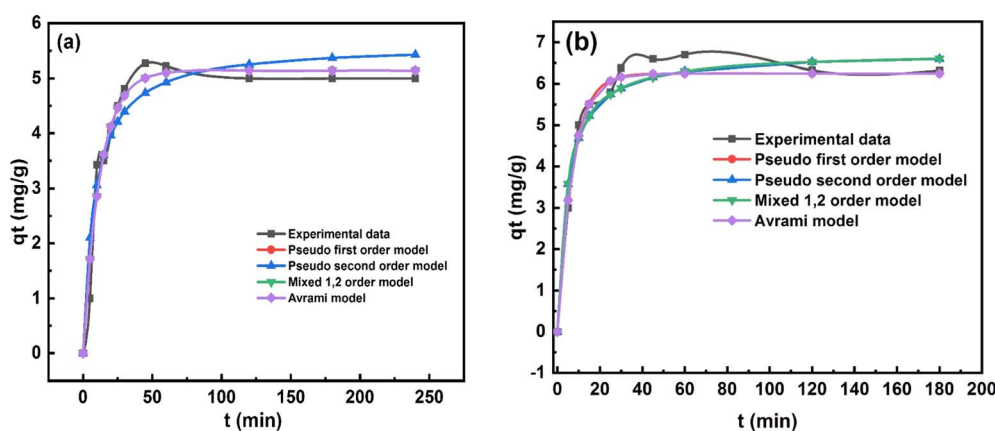 (a)
6
5
4
3
2
1
0
qt (mg/g)
Experimental data
Pseudo first order model
Pseudo second order model
Mixed 1,2 order model
Avrami model
0 50 100 150 200 250
t (min)
(b)
7
6
5
4
3
2
1
0
-1
qt (mg/g)
Experimental data
Pseudo first order model
Pseudo second order model
Mixed 1,2 order model
Avrami model
0 20 40 60 80 100 120 140 160 180 200
t (min)